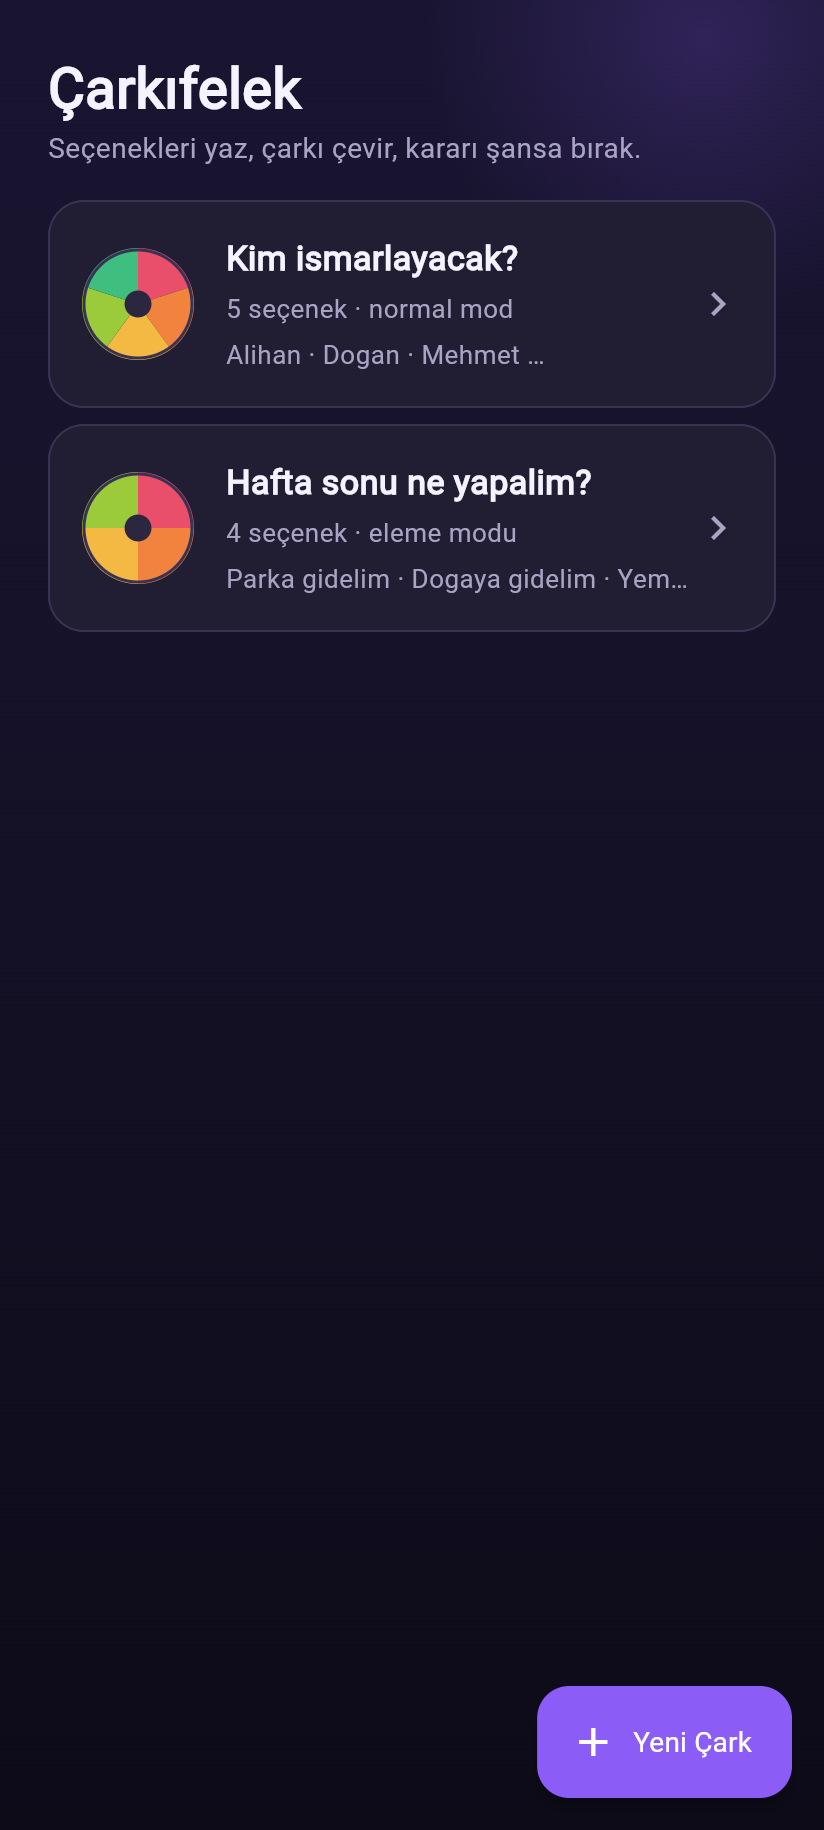 Çarkıfelek
Seçenekleri yaz, çarkı çevir, kararı şansa bırak.
Kim ismarlayacak?
5 seçenek · normal mod
Alihan · Dogan · Mehmet …
Hafta sonu ne yapalim?
4 seçenek · eleme modu
Parka gidelim · Dogaya gidelim · Yem…
Yeni Çark